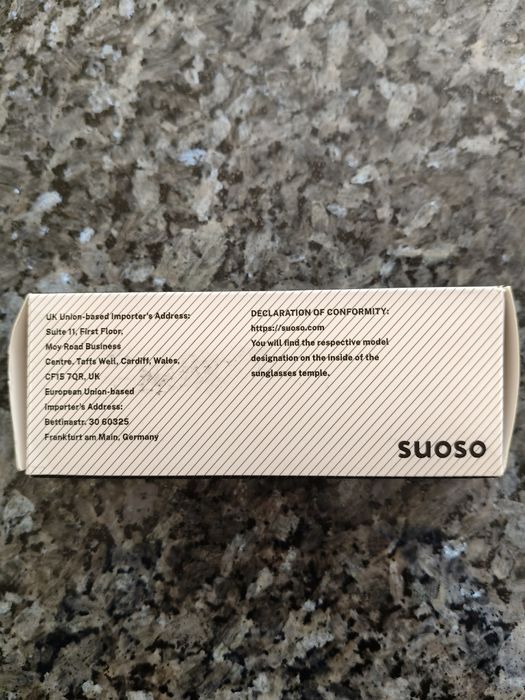 UK Union-based Importer's Address:
Suite 11, First Floor,
Moy Road Business
Centre, Taffs Well, Cardiff, Wales,
CF15 7QR, UK
European Union-based
Importer's Address:
Bettinastr. 30 60325
Frankfurt am Main, Germany
DECLARATION OF CONFORMITY:
https://suoso.com
You will find the respective model
designation on the inside of the
sunglasses temple.
suoso